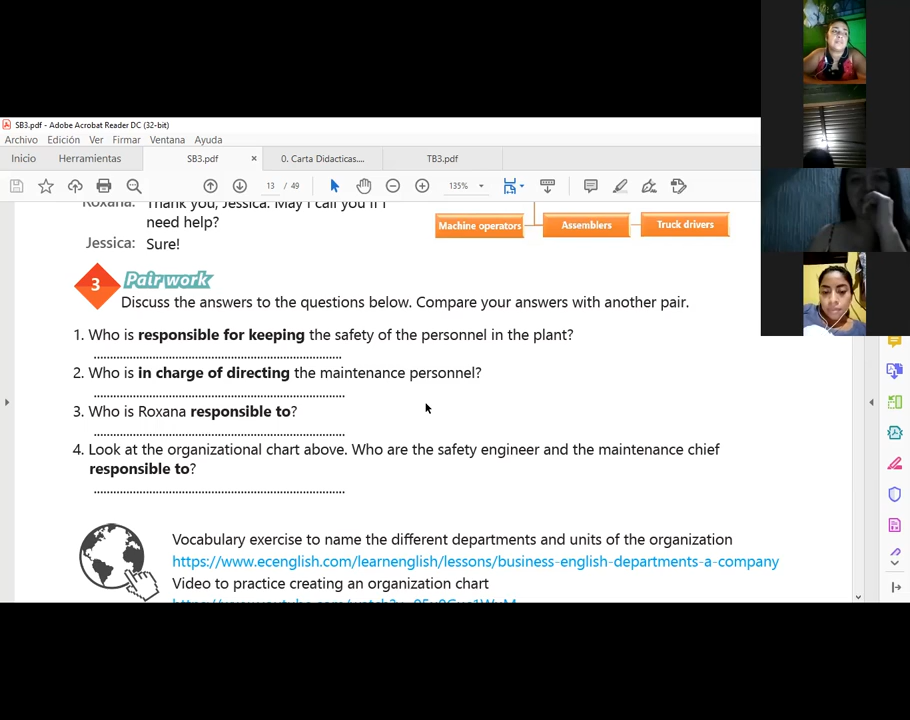 SB3.pdf - Adobe Acrobat Reader DC (32-bit)
Archivo Edición Ver Firmar Ventana Ayuda
Inicio Herramientas SB3.pdf × 0. Carta Didacticas.... TB3.pdf
13 / 49 135%
Roxana: Thank you, Jessica. May I call you if I
need help?
Jessica: Sure!
Machine operators Assemblers Truck drivers
3 Pair work
Discuss the answers to the questions below. Compare your answers with another pair.
1. Who is responsible for keeping the safety of the personnel in the plant?
2. Who is in charge of directing the maintenance personnel?
3. Who is Roxana responsible to?
4. Look at the organizational chart above. Who are the safety engineer and the maintenance chief
responsible to?
Vocabulary exercise to name the different departments and units of the organization
https://www.ecenglish.com/learnenglish/lessons/business-english-departments-a-company
Video to practice creating an organization chart